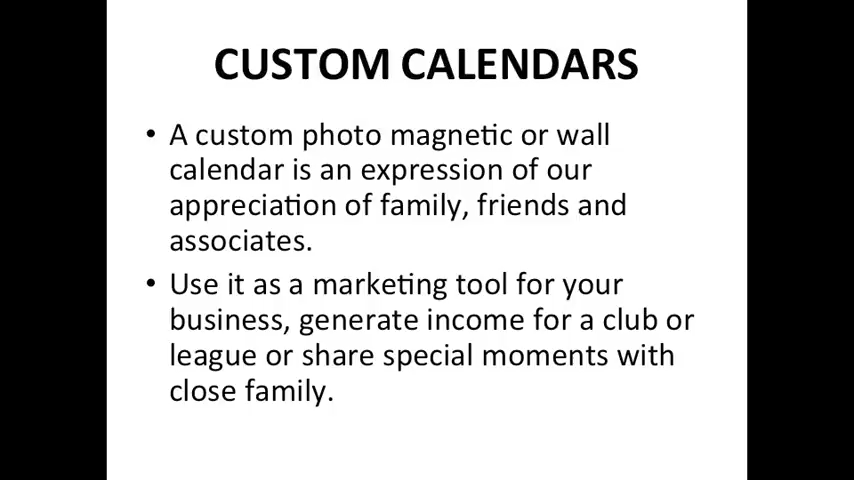 CUSTOM CALENDARS
• A custom photo magnetic or wall
calendar is an expression of our
appreciation of family, friends and
associates.
• Use it as a marketing tool for your
business, generate income for a club or
league or share special moments with
close family.